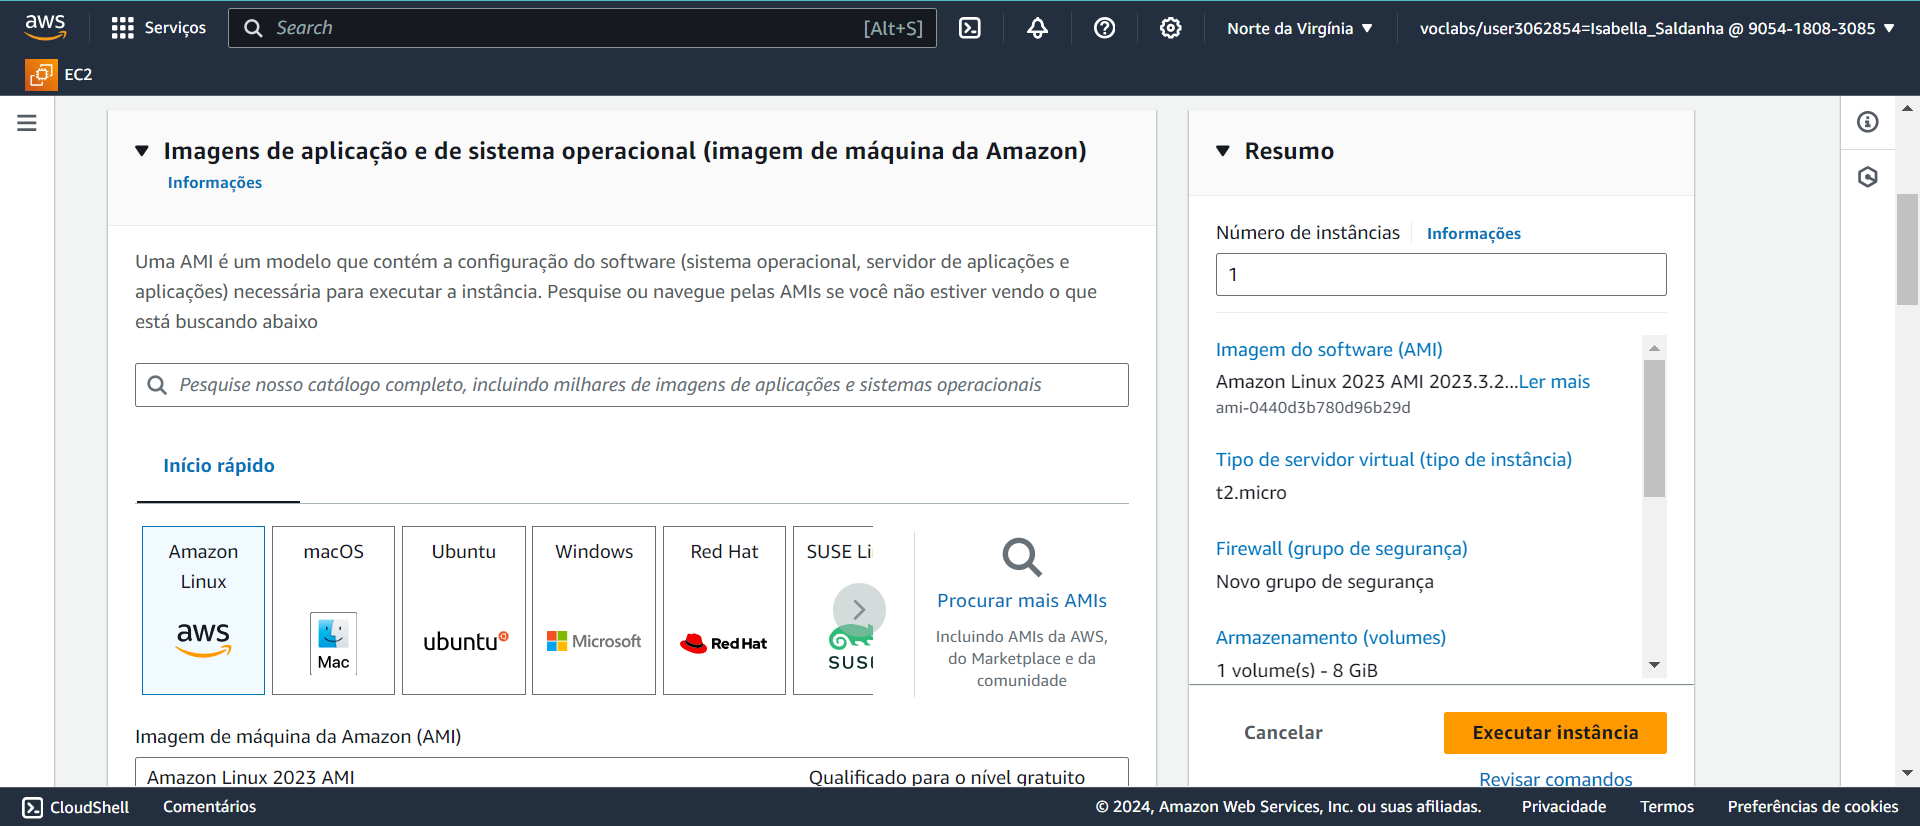 aws
Serviços
Search
[Alt+S]
Norte da Virgínia
voclabs/user3062854=Isabella_Saldanha @ 9054-1808-3085
EC2
Imagens de aplicação e de sistema operacional (imagem de máquina da Amazon)
Informações
Uma AMI é um modelo que contém a configuração do software (sistema operacional, servidor de aplicações e
aplicações) necessária para executar a instância. Pesquise ou navegue pelas AMIs se você não estiver vendo o que
está buscando abaixo
Pesquise nosso catálogo completo, incluindo milhares de imagens de aplicações e sistemas operacionais
Início rápido
Amazon
Linux
aws
macOS
Mac
Ubuntu
ubuntu
Windows
Microsoft
Red Hat
Red Hat
SUSE Li
SUSE
Procurar mais AMIs
Incluindo AMIs da AWS,
do Marketplace e da
comunidade
Imagem de máquina da Amazon (AMI)
Amazon Linux 2023 AMI
Qualificado para o nível gratuito
Resumo
Número de instâncias
Informações
1
Imagem do software (AMI)
Amazon Linux 2023 AMI 2023.3.2...Ler mais
ami-0440d3b780d96b29d
Tipo de servidor virtual (tipo de instância)
t2.micro
Firewall (grupo de segurança)
Novo grupo de segurança
Armazenamento (volumes)
1 volume(s) - 8 GiB
Cancelar
Executar instância
Revisar comandos
CloudShell
Comentários
© 2024, Amazon Web Services, Inc. ou suas afiliadas.
Privacidade
Termos
Preferências de cookies